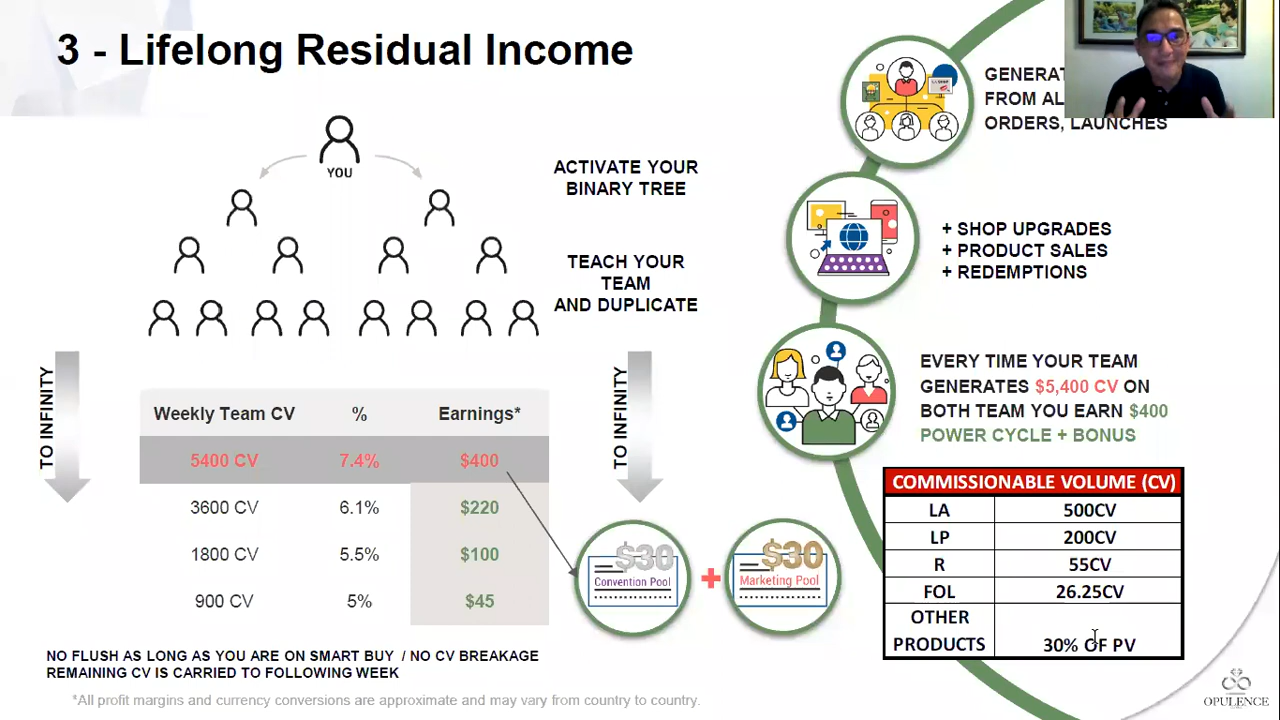 3 - Lifelong Residual Income
YOU
ACTIVATE YOUR
BINARY TREE
TEACH YOUR
TEAM
AND DUPLICATE
TO INFINITY
Weekly Team CV % Earnings*
5400 CV 7.4% $400
3600 CV 6.1% $220
1800 CV 5.5% $100
900 CV 5% $45
TO INFINITY
$30
Convention Pool
+
$30
Marketing Pool
NO FLUSH AS LONG AS YOU ARE ON SMART BUY / NO CV BREAKAGE
REMAINING CV IS CARRIED TO FOLLOWING WEEK
*All profit margins and currency conversions are approximate and may vary from country to country.
FROM
ORDERS, LAUNCHES
+ SHOP UPGRADES
+ PRODUCT SALES
+ REDEMPTIONS
EVERY TIME YOUR TEAM
GENERATES $5,400 CV ON
BOTH TEAM YOU EARN $400
POWER CYCLE + BONUS
COMMISSIONABLE VOLUME (CV)
LA 500CV
LP 200CV
R 55CV
FOL 26.25CV
OTHER
PRODUCTS 30% OF PV
OPULENCE